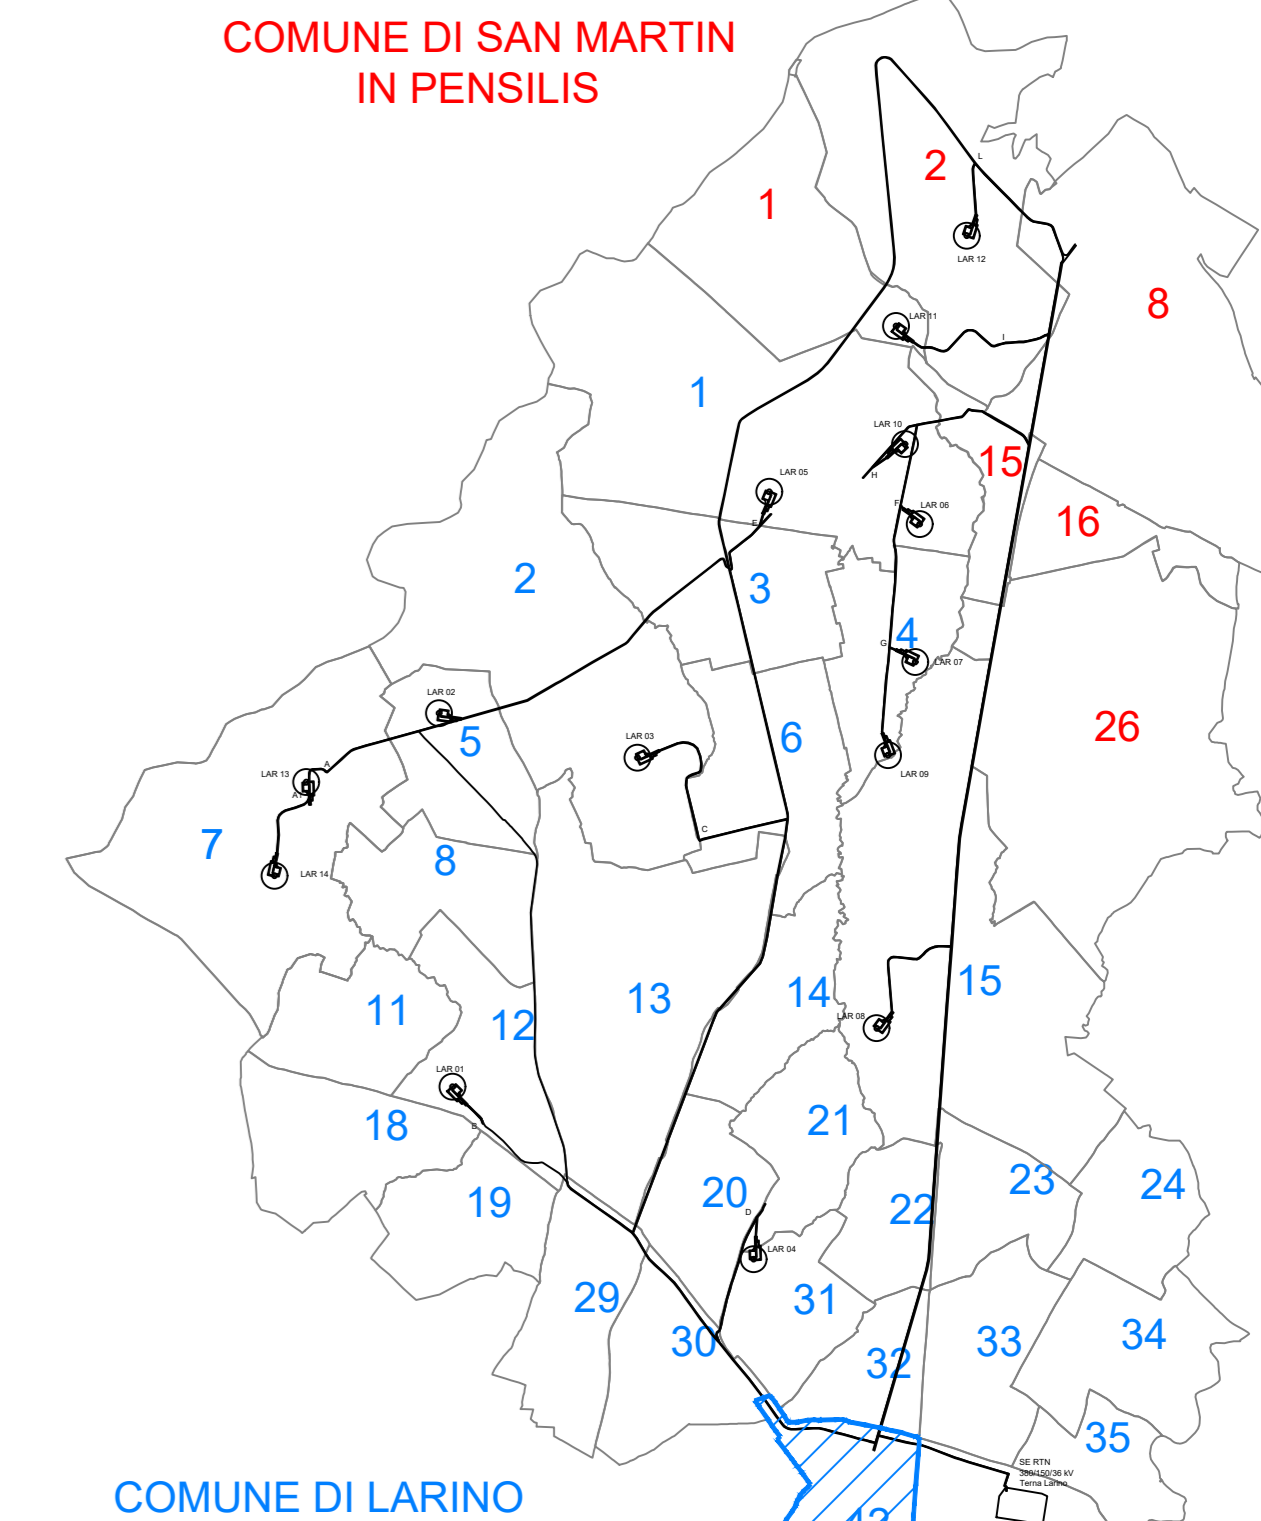 COMUNE DI SAN MARTIN
IN PENSILIS
L
2
1
LAR 12
8
LAR 11
I
1
LAR 10
15
LAR 05
H
F
LAR 06
16
E
2
3
4
G
LAR 07
LAR 02
5
LAR 03
6
26
LAR 09
A
LAR 13
A1
C
7
8
LAR 14
15
14
13
11
12
LAR 08
LAR 01
B
18
21
23
24
20
19
22
D
LAR 04
29
31
30
32
33
34
35
SE RTN
380/150/36 kV
Terna Larino
COMUNE DI LARINO